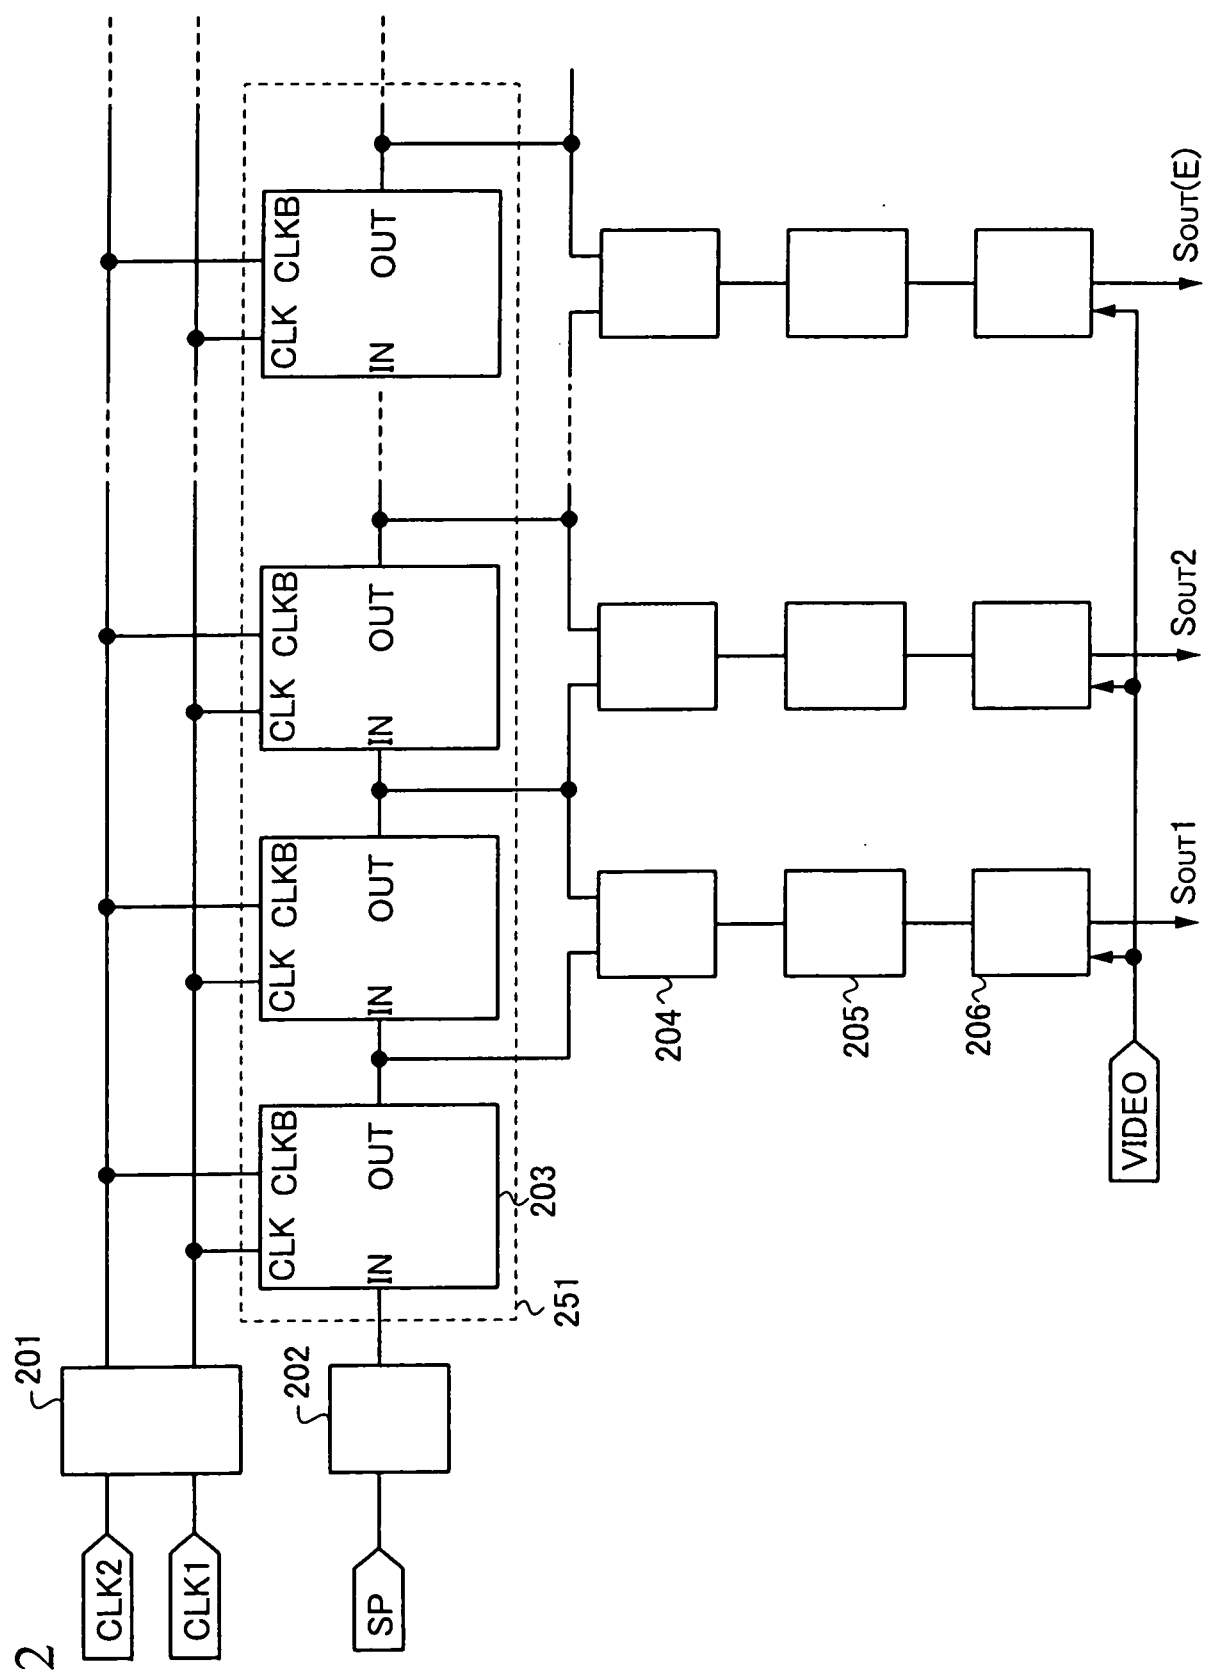 2
CLK2
CLK1
SP
201
202
CLK CLKB
IN OUT
CLK CLKB
IN OUT
CLK CLKB
IN OUT
CLK CLKB
IN OUT
203
251
204
205
206
VIDEO
SOUT1
SOUT2
SOUT(E)